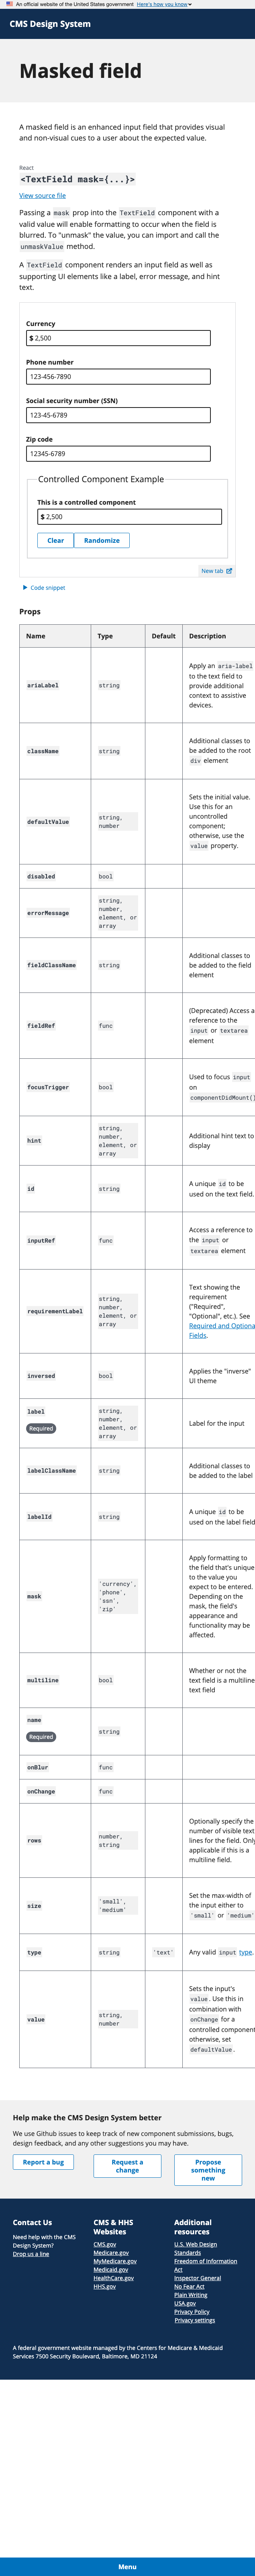 An official website of the United States government Here's how you know
CMS Design System
Masked field
A masked field is an enhanced input field that provides visual
and non-visual cues to a user about the expected value.
React
<TextField mask={...}>
View source file
Passing a mask prop into the TextField component with a
valid value will enable formatting to occur when the field is
blurred. To "unmask" the value, you can import and call the
unmaskValue method.
A TextField component renders an input field as well as
supporting UI elements like a label, error message, and hint
text.
Currency
$ 2,500
Phone number
123-456-7890
Social security number (SSN)
123-45-6789
Zip code
12345-6789
Controlled Component Example
This is a controlled component
$ 2,500
Clear Randomize
New tab
Code snippet
Props
Name Type Default Description
ariaLabel string Apply an aria-label
to the text field to
provide additional
context to assistive
devices.
className string Additional classes to
be added to the root
div element
defaultValue string,
number
Sets the initial value.
Use this for an
uncontrolled
component;
otherwise, use the
value property.
disabled bool
errorMessage string,
number,
element, or
array
fieldClassName string Additional classes to
be added to the field
element
fieldRef func (Deprecated) Access a
reference to the
input or textarea
element
focusTrigger bool Used to focus input
on
componentDidMount()
hint string,
number,
element, or
array
Additional hint text to
display
id string A unique id to be
used on the text field.
inputRef func Access a reference to
the input or
textarea element
requirementLabel string,
number,
element, or
array
Text showing the
requirement
("Required",
"Optional", etc.). See
Required and Optiona
Fields.
inversed bool Applies the "inverse"
UI theme
label
Required
string,
number,
element, or
array
Label for the input
labelClassName string Additional classes to
be added to the label
labelId string A unique id to be
used on the label field
mask 'currency',
'phone',
'ssn',
'zip'
Apply formatting to
the field that's unique
to the value you
expect to be entered.
Depending on the
mask, the field's
appearance and
functionality may be
affected.
multiline bool Whether or not the
text field is a multiline
text field
name
Required
string
onBlur func
onChange func
rows number,
string
Optionally specify the
number of visible text
lines for the field. Only
applicable if this is a
multiline field.
size 'small',
'medium'
Set the max-width of
the input either to
'small' or 'medium'
type string 'text' Any valid input type.
value string,
number
Sets the input's
value. Use this in
combination with
onChange for a
controlled component
otherwise, set
defaultValue.
Help make the CMS Design System better
We use Github issues to keep track of new component submissions, bugs,
design feedback, and any other suggestions you may have.
Report a bug
Request a
change
Propose
something
new
Contact Us
Need help with the CMS
Design System?
Drop us a line
CMS & HHS
Websites
CMS.gov
Medicare.gov
MyMedicare.gov
Medicaid.gov
HealthCare.gov
HHS.gov
Additional
resources
U.S. Web Design
Standards
Freedom of Information
Act
Inspector General
No Fear Act
Plain Writing
USA.gov
Privacy Policy
Privacy settings
A federal government website managed by the Centers for Medicare & Medicaid
Services 7500 Security Boulevard, Baltimore, MD 21124
Menu